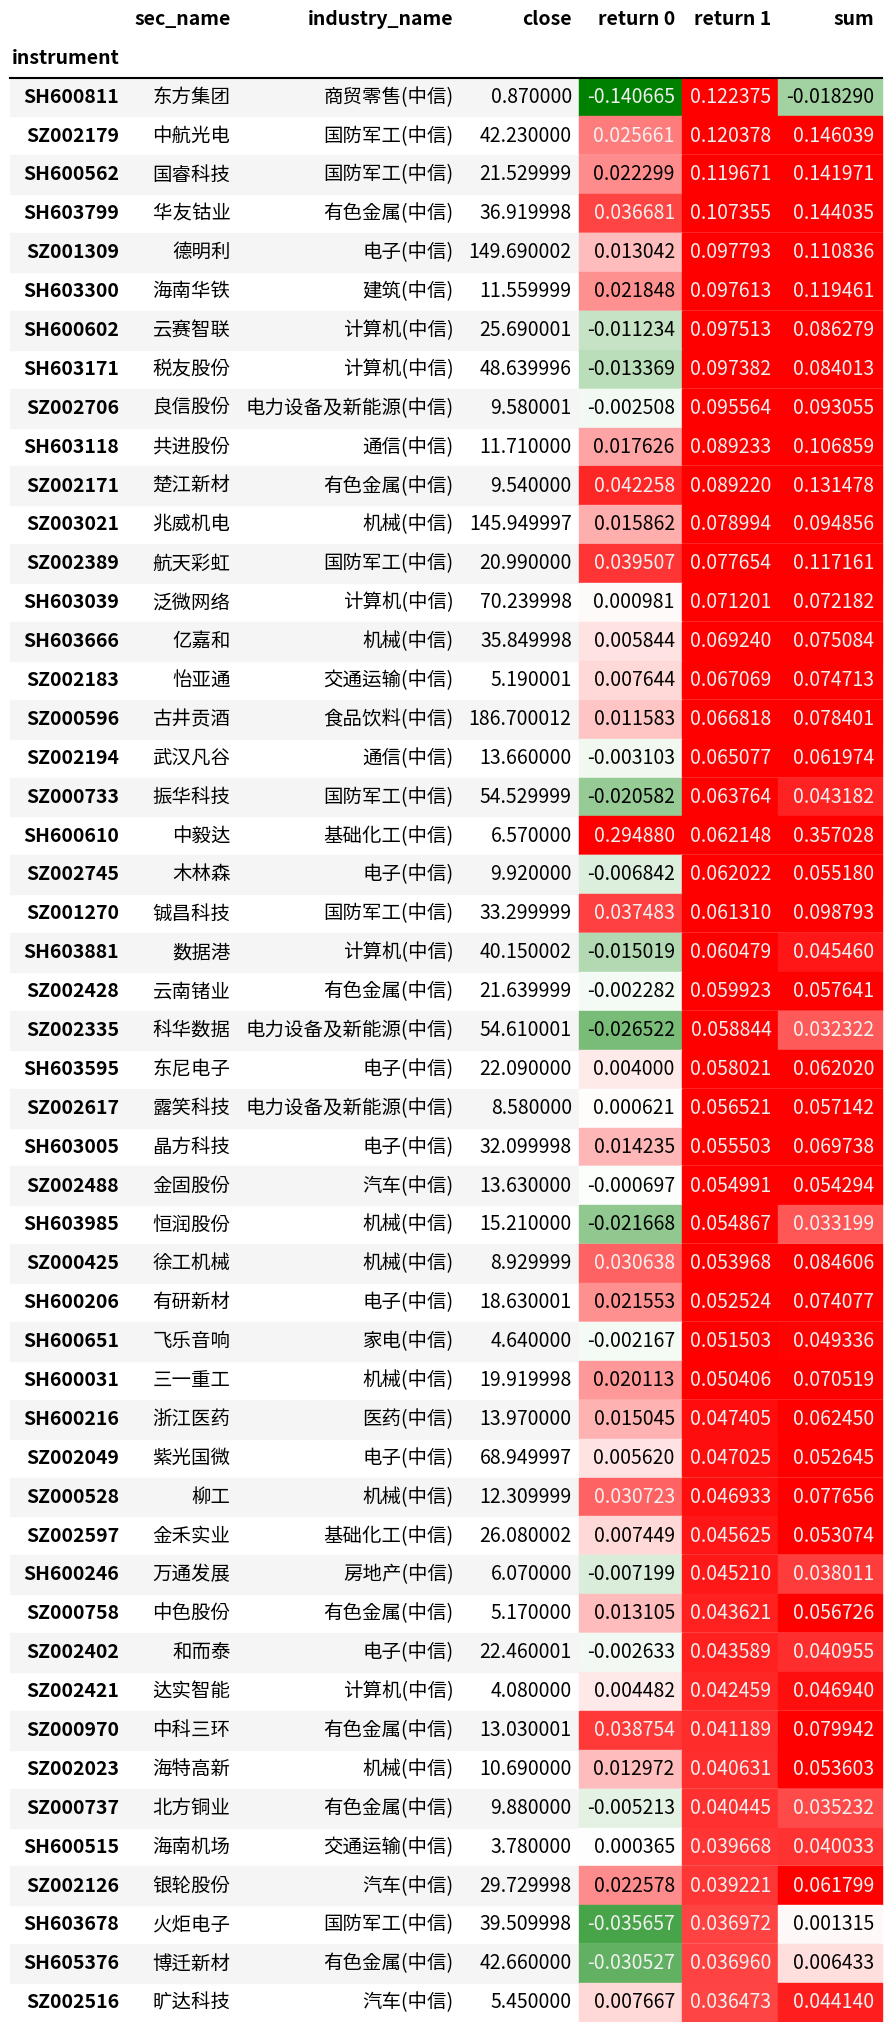 sec_name industry_name close return 0 return 1 sum
instrument
SH600811 东方集团 商贸零售(中信) 0.870000 -0.140665 0.122375 -0.018290
SZ002179 中航光电 国防军工(中信) 42.230000 0.025661 0.120378 0.146039
SH600562 国睿科技 国防军工(中信) 21.529999 0.022299 0.119671 0.141971
SH603799 华友钴业 有色金属(中信) 36.919998 0.036681 0.107355 0.144035
SZ001309 德明利 电子(中信) 149.690002 0.013042 0.097793 0.110836
SH603300 海南华铁 建筑(中信) 11.559999 0.021848 0.097613 0.119461
SH600602 云赛智联 计算机(中信) 25.690001 -0.011234 0.097513 0.086279
SH603171 税友股份 计算机(中信) 48.639996 -0.013369 0.097382 0.084013
SZ002706 良信股份 电力设备及新能源(中信) 9.580001 -0.002508 0.095564 0.093055
SH603118 共进股份 通信(中信) 11.710000 0.017626 0.089233 0.106859
SZ002171 楚江新材 有色金属(中信) 9.540000 0.042258 0.089220 0.131478
SZ003021 兆威机电 机械(中信) 145.949997 0.015862 0.078994 0.094856
SZ002389 航天彩虹 国防军工(中信) 20.990000 0.039507 0.077654 0.117161
SH603039 泛微网络 计算机(中信) 70.239998 0.000981 0.071201 0.072182
SH603666 亿嘉和 机械(中信) 35.849998 0.005844 0.069240 0.075084
SZ002183 怡亚通 交通运输(中信) 5.190001 0.007644 0.067069 0.074713
SZ000596 古井贡酒 食品饮料(中信) 186.700012 0.011583 0.066818 0.078401
SZ002194 武汉凡谷 通信(中信) 13.660000 -0.003103 0.065077 0.061974
SZ000733 振华科技 国防军工(中信) 54.529999 -0.020582 0.063764 0.043182
SH600610 中毅达 基础化工(中信) 6.570000 0.294880 0.062148 0.357028
SZ002745 木林森 电子(中信) 9.920000 -0.006842 0.062022 0.055180
SZ001270 铖昌科技 国防军工(中信) 33.299999 0.037483 0.061310 0.098793
SH603881 数据港 计算机(中信) 40.150002 -0.015019 0.060479 0.045460
SZ002428 云南锗业 有色金属(中信) 21.639999 -0.002282 0.059923 0.057641
SZ002335 科华数据 电力设备及新能源(中信) 54.610001 -0.026522 0.058844 0.032322
SH603595 东尼电子 电子(中信) 22.090000 0.004000 0.058021 0.062020
SZ002617 露笑科技 电力设备及新能源(中信) 8.580000 0.000621 0.056521 0.057142
SH603005 晶方科技 电子(中信) 32.099998 0.014235 0.055503 0.069738
SZ002488 金固股份 汽车(中信) 13.630000 -0.000697 0.054991 0.054294
SH603985 恒润股份 机械(中信) 15.210000 -0.021668 0.054867 0.033199
SZ000425 徐工机械 机械(中信) 8.929999 0.030638 0.053968 0.084606
SH600206 有研新材 电子(中信) 18.630001 0.021553 0.052524 0.074077
SH600651 飞乐音响 家电(中信) 4.640000 -0.002167 0.051503 0.049336
SH600031 三一重工 机械(中信) 19.919998 0.020113 0.050406 0.070519
SH600216 浙江医药 医药(中信) 13.970000 0.015045 0.047405 0.062450
SZ002049 紫光国微 电子(中信) 68.949997 0.005620 0.047025 0.052645
SZ000528 柳工 机械(中信) 12.309999 0.030723 0.046933 0.077656
SZ002597 金禾实业 基础化工(中信) 26.080002 0.007449 0.045625 0.053074
SH600246 万通发展 房地产(中信) 6.070000 -0.007199 0.045210 0.038011
SZ000758 中色股份 有色金属(中信) 5.170000 0.013105 0.043621 0.056726
SZ002402 和而泰 电子(中信) 22.460001 -0.002633 0.043589 0.040955
SZ002421 达实智能 计算机(中信) 4.080000 0.004482 0.042459 0.046940
SZ000970 中科三环 有色金属(中信) 13.030001 0.038754 0.041189 0.079942
SZ002023 海特高新 机械(中信) 10.690000 0.012972 0.040631 0.053603
SZ000737 北方铜业 有色金属(中信) 9.880000 -0.005213 0.040445 0.035232
SH600515 海南机场 交通运输(中信) 3.780000 0.000365 0.039668 0.040033
SZ002126 银轮股份 汽车(中信) 29.729998 0.022578 0.039221 0.061799
SH603678 火炬电子 国防军工(中信) 39.509998 -0.035657 0.036972 0.001315
SH605376 博迁新材 有色金属(中信) 42.660000 -0.030527 0.036960 0.006433
SZ002516 旷达科技 汽车(中信) 5.450000 0.007667 0.036473 0.044140